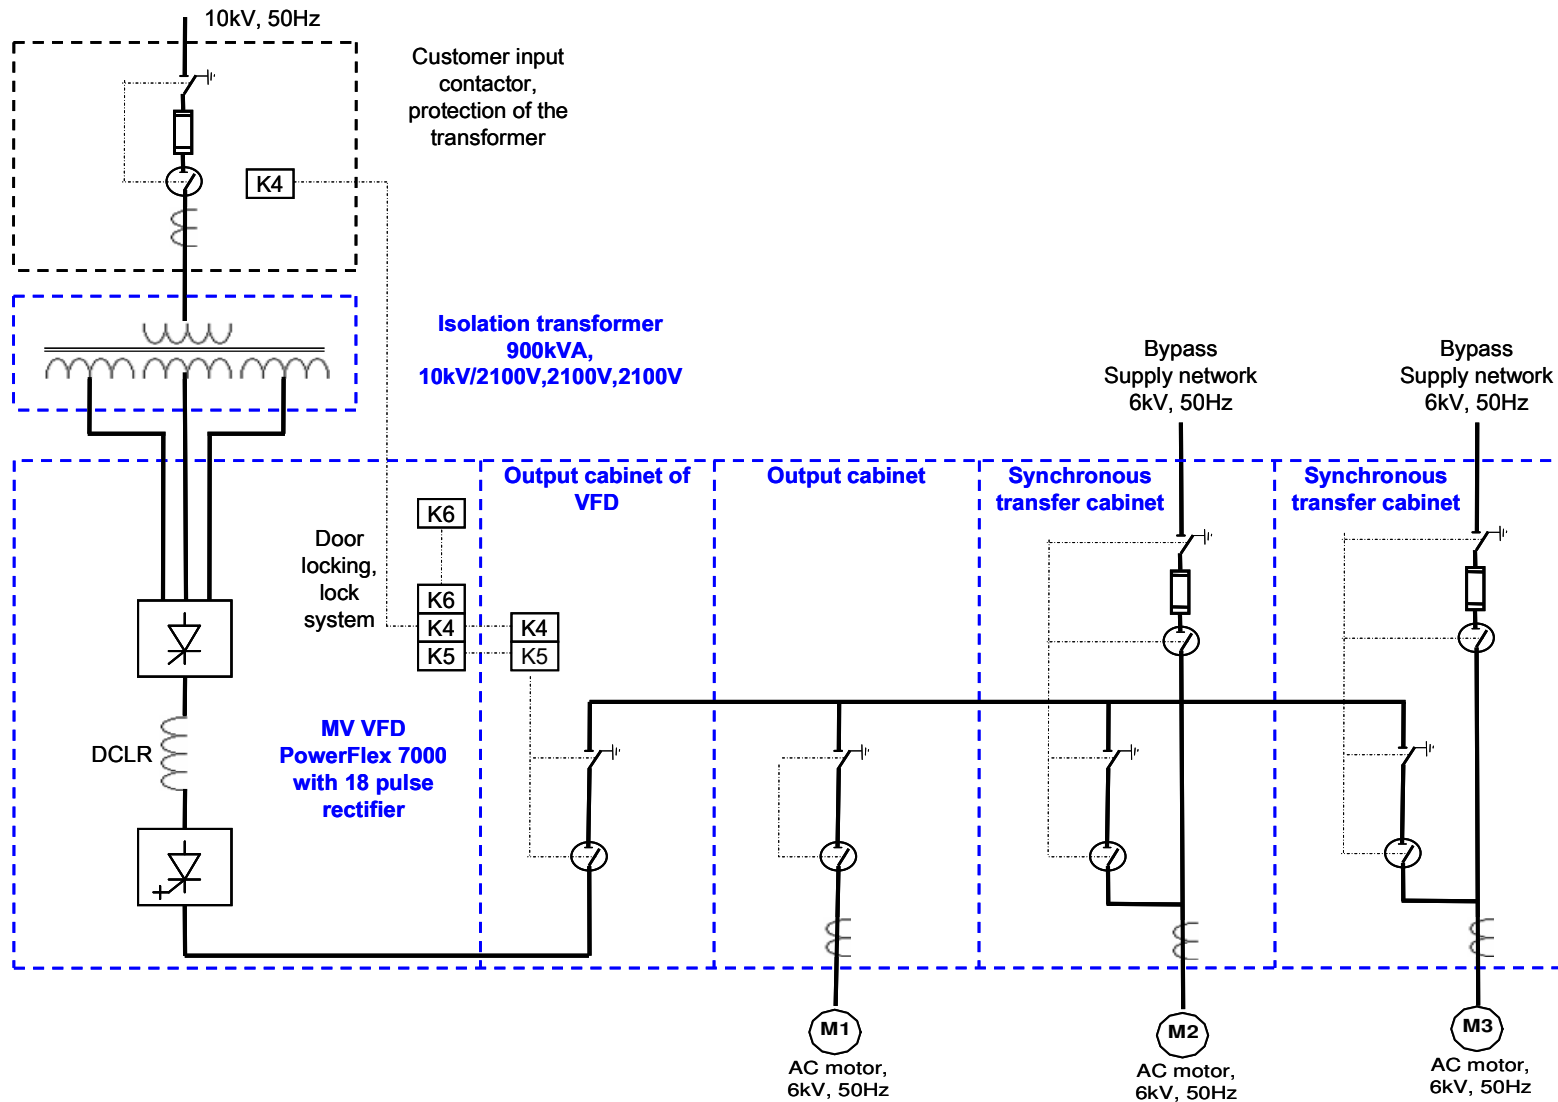 10kV, 50Hz
Customer input
contactor,
protection of the
transformer
K4
Isolation transformer
900kVA,
10kV/2100V,2100V,2100V
Bypass
Supply network
6kV, 50Hz
Bypass
Supply network
6kV, 50Hz
Output cabinet of
VFD
Output cabinet
Synchronous
transfer cabinet
Synchronous
transfer cabinet
K6
Door
locking,
lock
system
K6
K4
K5
K4
K5
DCLR
MV VFD
PowerFlex 7000
with 18 pulse
rectifier
M1
AC motor,
6kV, 50Hz
M2
AC motor,
6kV, 50Hz
M3
AC motor,
6kV, 50Hz